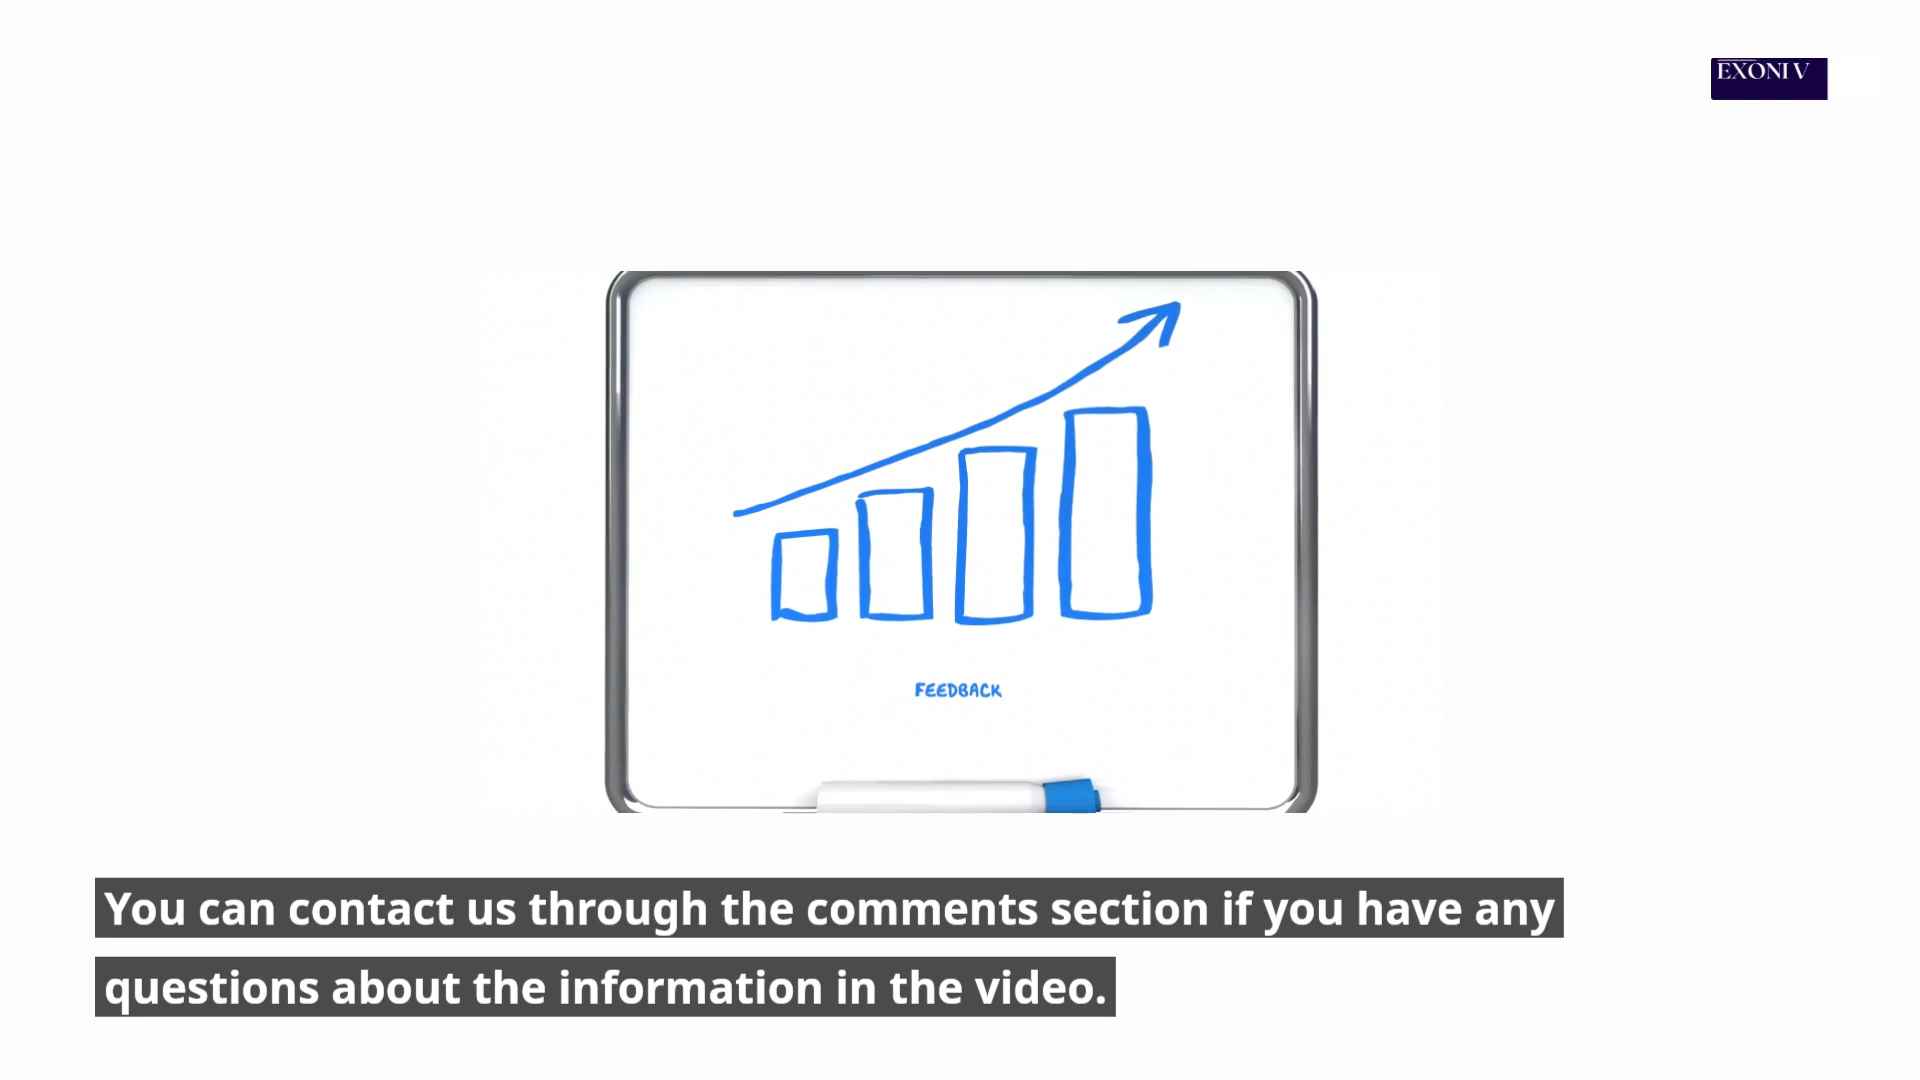 EXONI V
FEEDBACK
You can contact us through the comments section if you have any
questions about the information in the video.